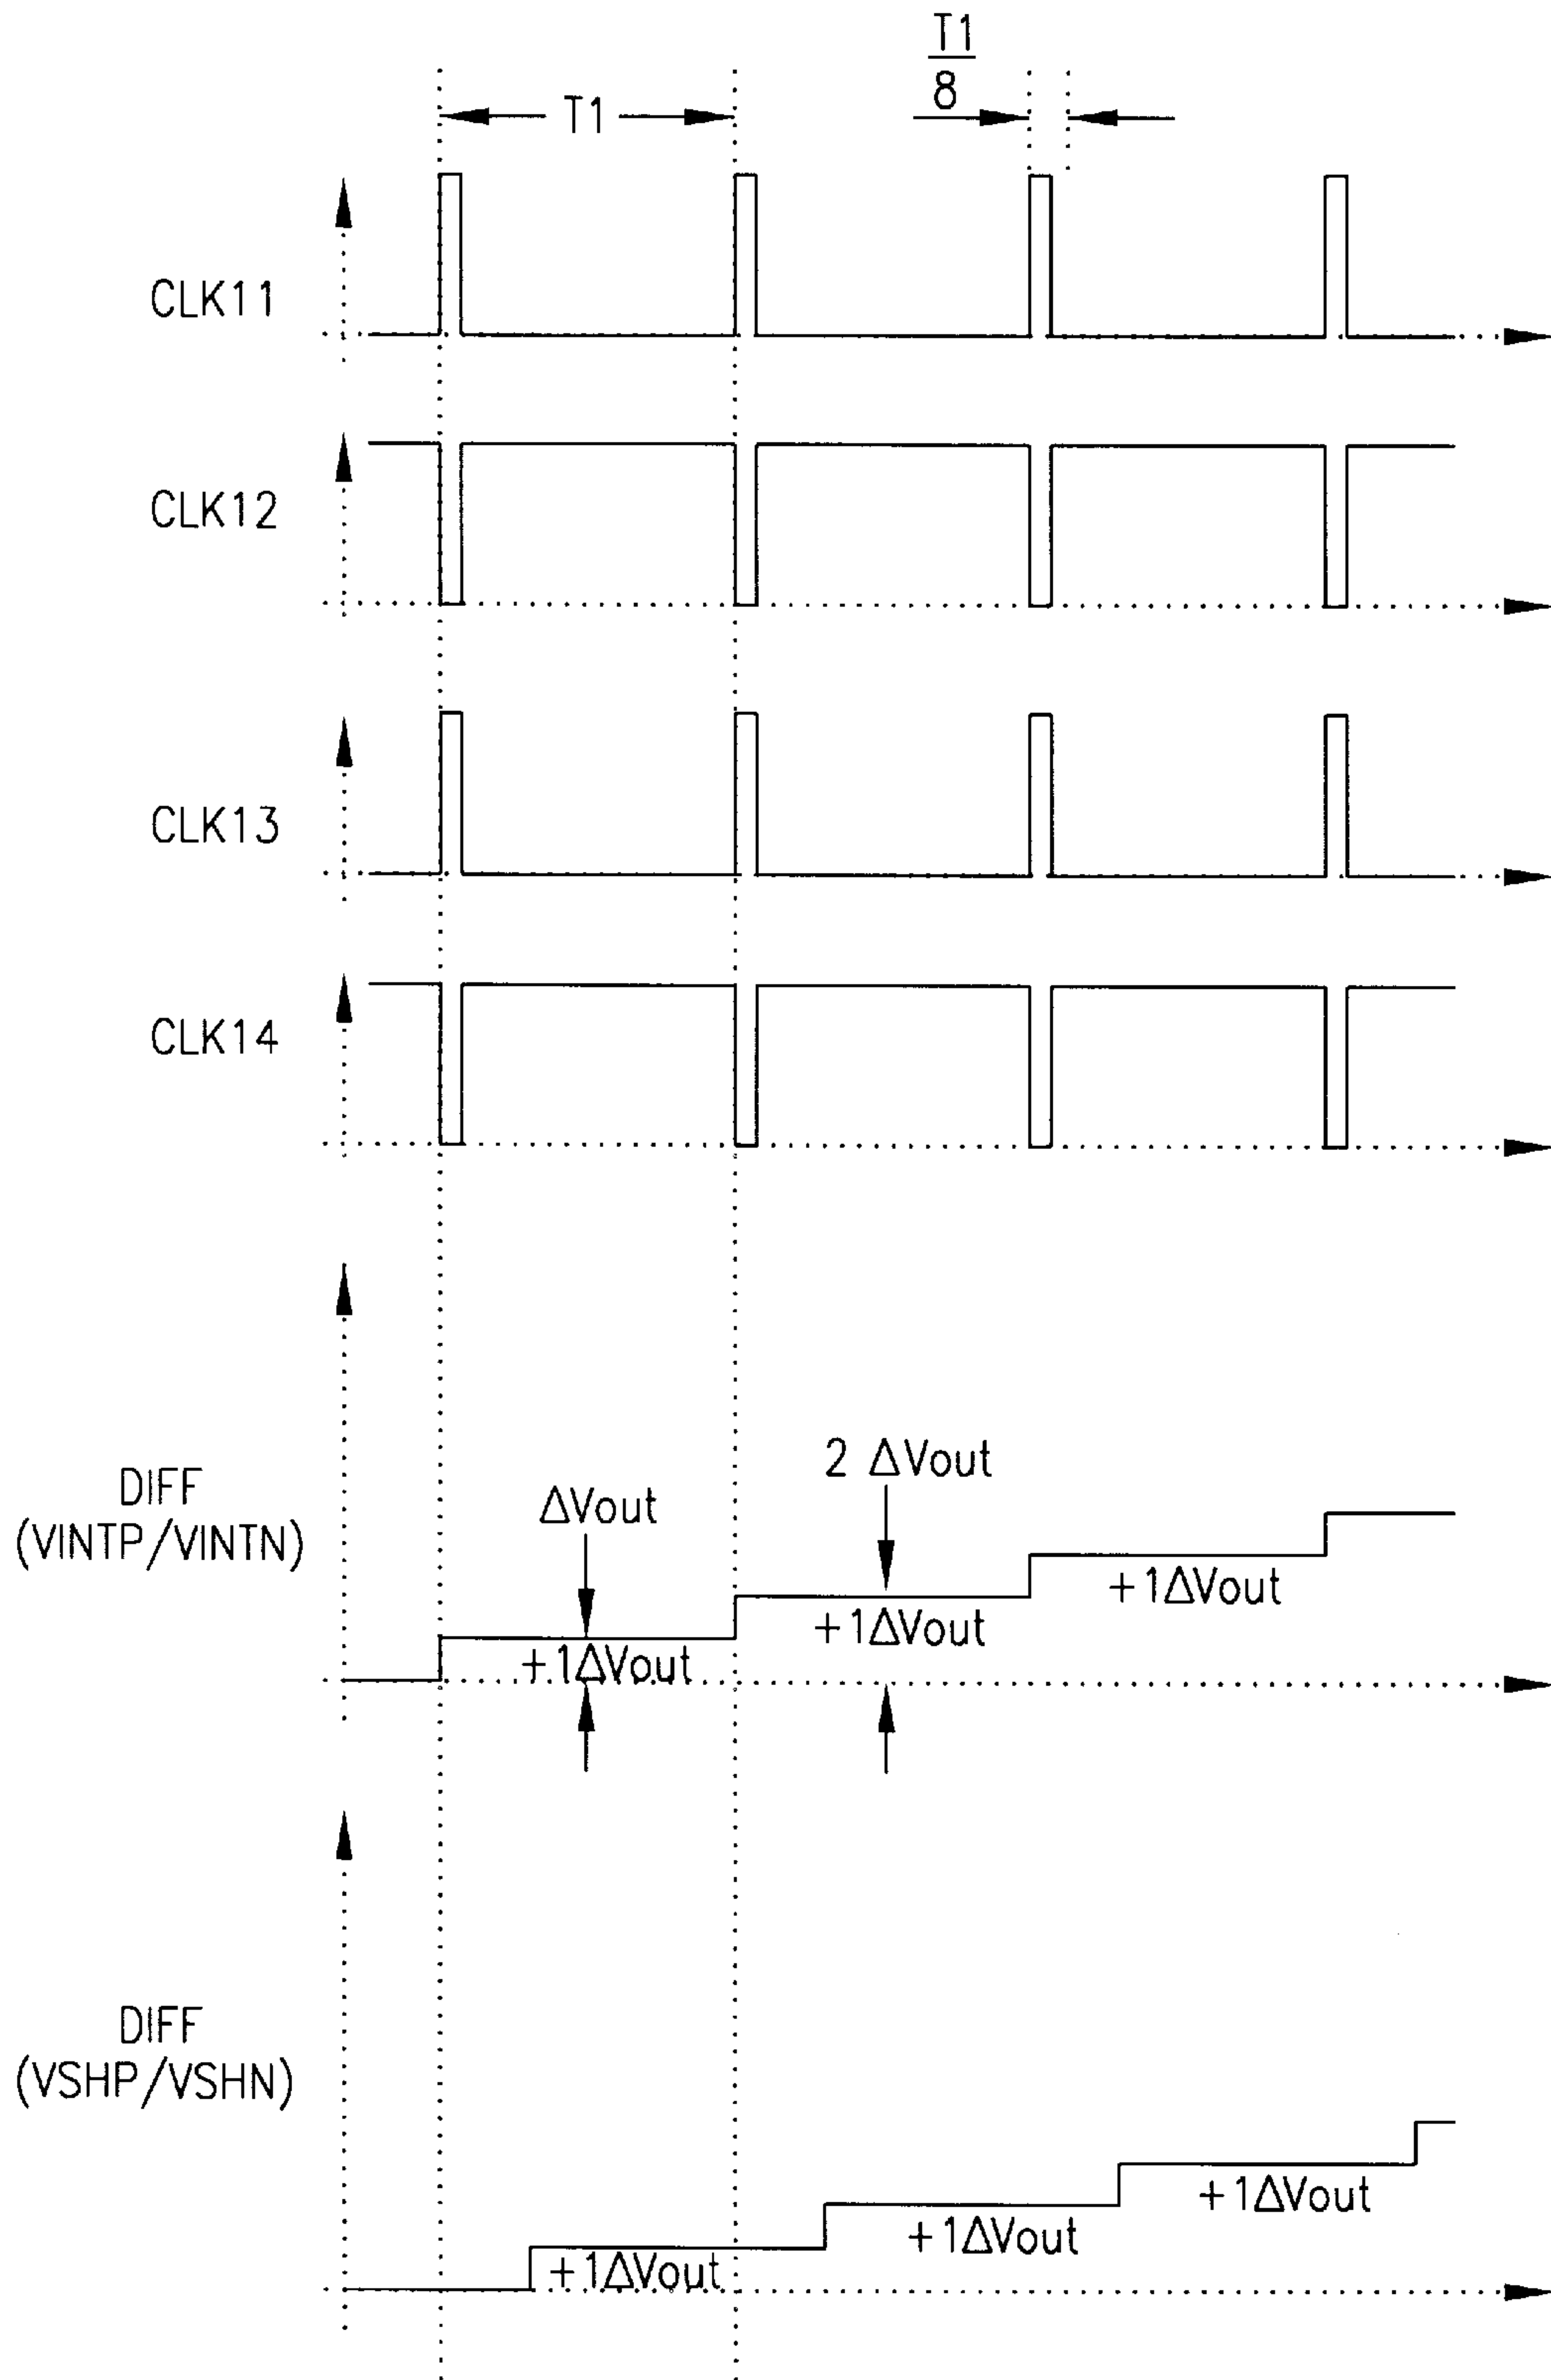 T1
T1
8
CLK11
CLK12
CLK13
CLK14
DIFF
(VINTP/VINTN)
ΔVout
2 ΔVout
+1ΔVout
+1ΔVout
+1ΔVout
DIFF
(VSHP/VSHN)
+1ΔVout
+1ΔVout
+1ΔVout